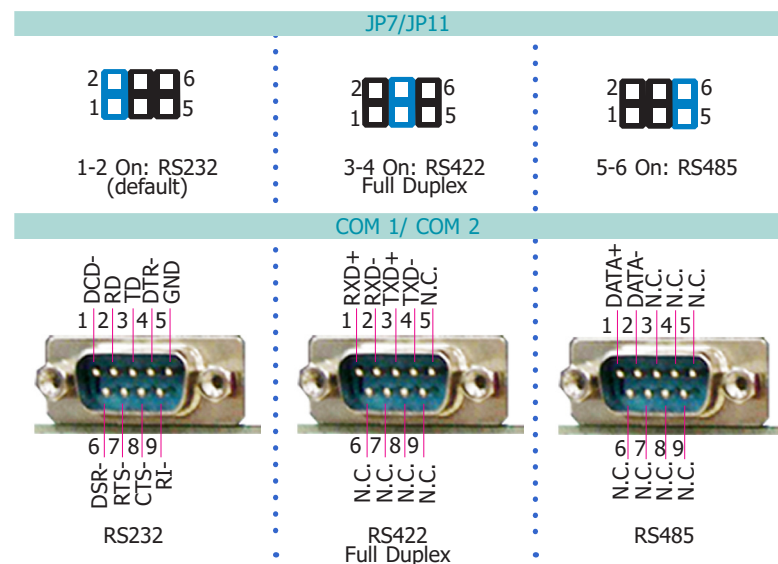 JP7/JP11
2 6
1 5
1-2 On: RS232
(default)
2 6
1 5
3-4 On: RS422
Full Duplex
2 6
1 5
5-6 On: RS485
COM 1/ COM 2
DCD-
RD
TD
DTR-
GND
1 2 3 4 5
6 7 8 9
DSR-
RTS-
CTS-
RI-
RS232
RXD+
RXD-
TXD+
TXD-
N.C.
1 2 3 4 5
6 7 8 9
N.C.
N.C.
N.C.
N.C.
RS422
Full Duplex
DATA+
DATA-
N.C.
N.C.
N.C.
1 2 3 4 5
6 7 8 9
N.C.
N.C.
N.C.
N.C.
RS485